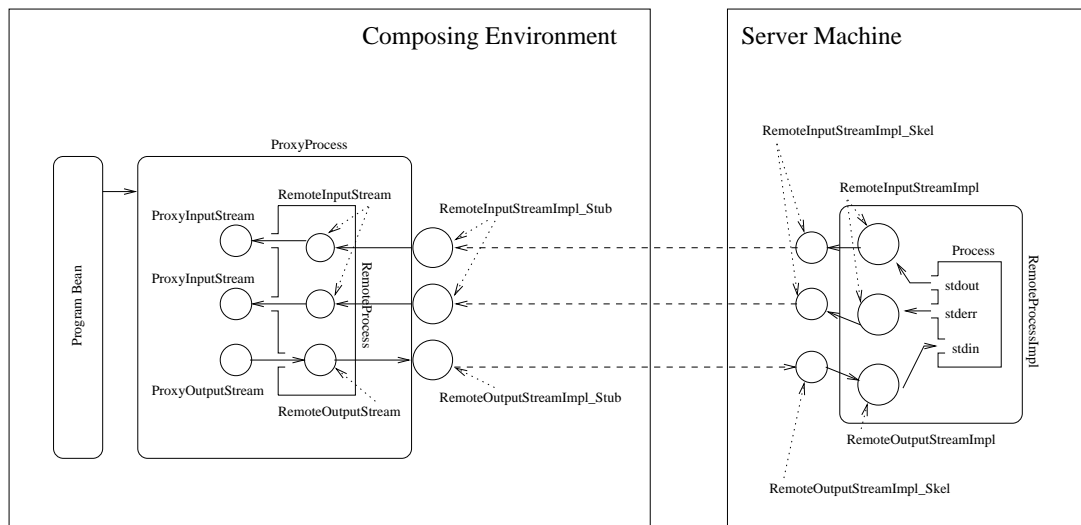 Composing Environment
Server Machine
ProxyProcess
RemoteInputStreamImpl_Skel
RemoteInputStream
RemoteInputStreamImpl
ProxyInputStream
RemoteInputStreamImpl_Stub
Process
ProxyInputStream
stdout
stderr
stdin
Program Bean
RemoteProcess
RemoteProcessImpl
ProxyOutputStream
RemoteOutputStream
RemoteOutputStreamImpl_Stub
RemoteOutputStreamImpl
RemoteOutputStreamImpl_Skel